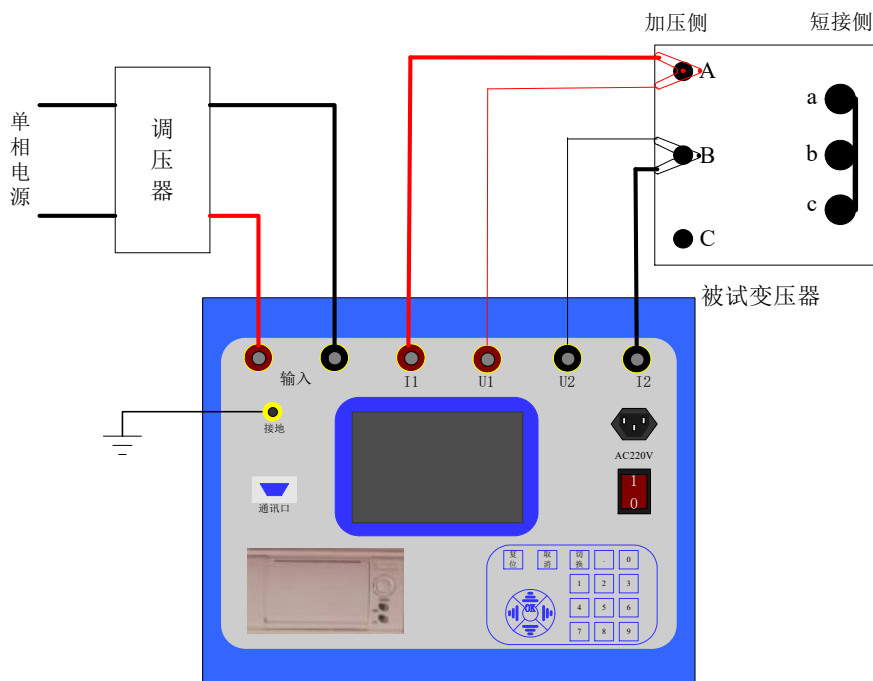 加压侧
短接侧
A
a
单相电源
调压器
B
b
c
C
被试变压器
输入
I1
U1
U2
I2
接地
AC220V
通讯口
1
0
复位
取消
切换
.
0
1
2
3
OK
4
5
6
7
8
9